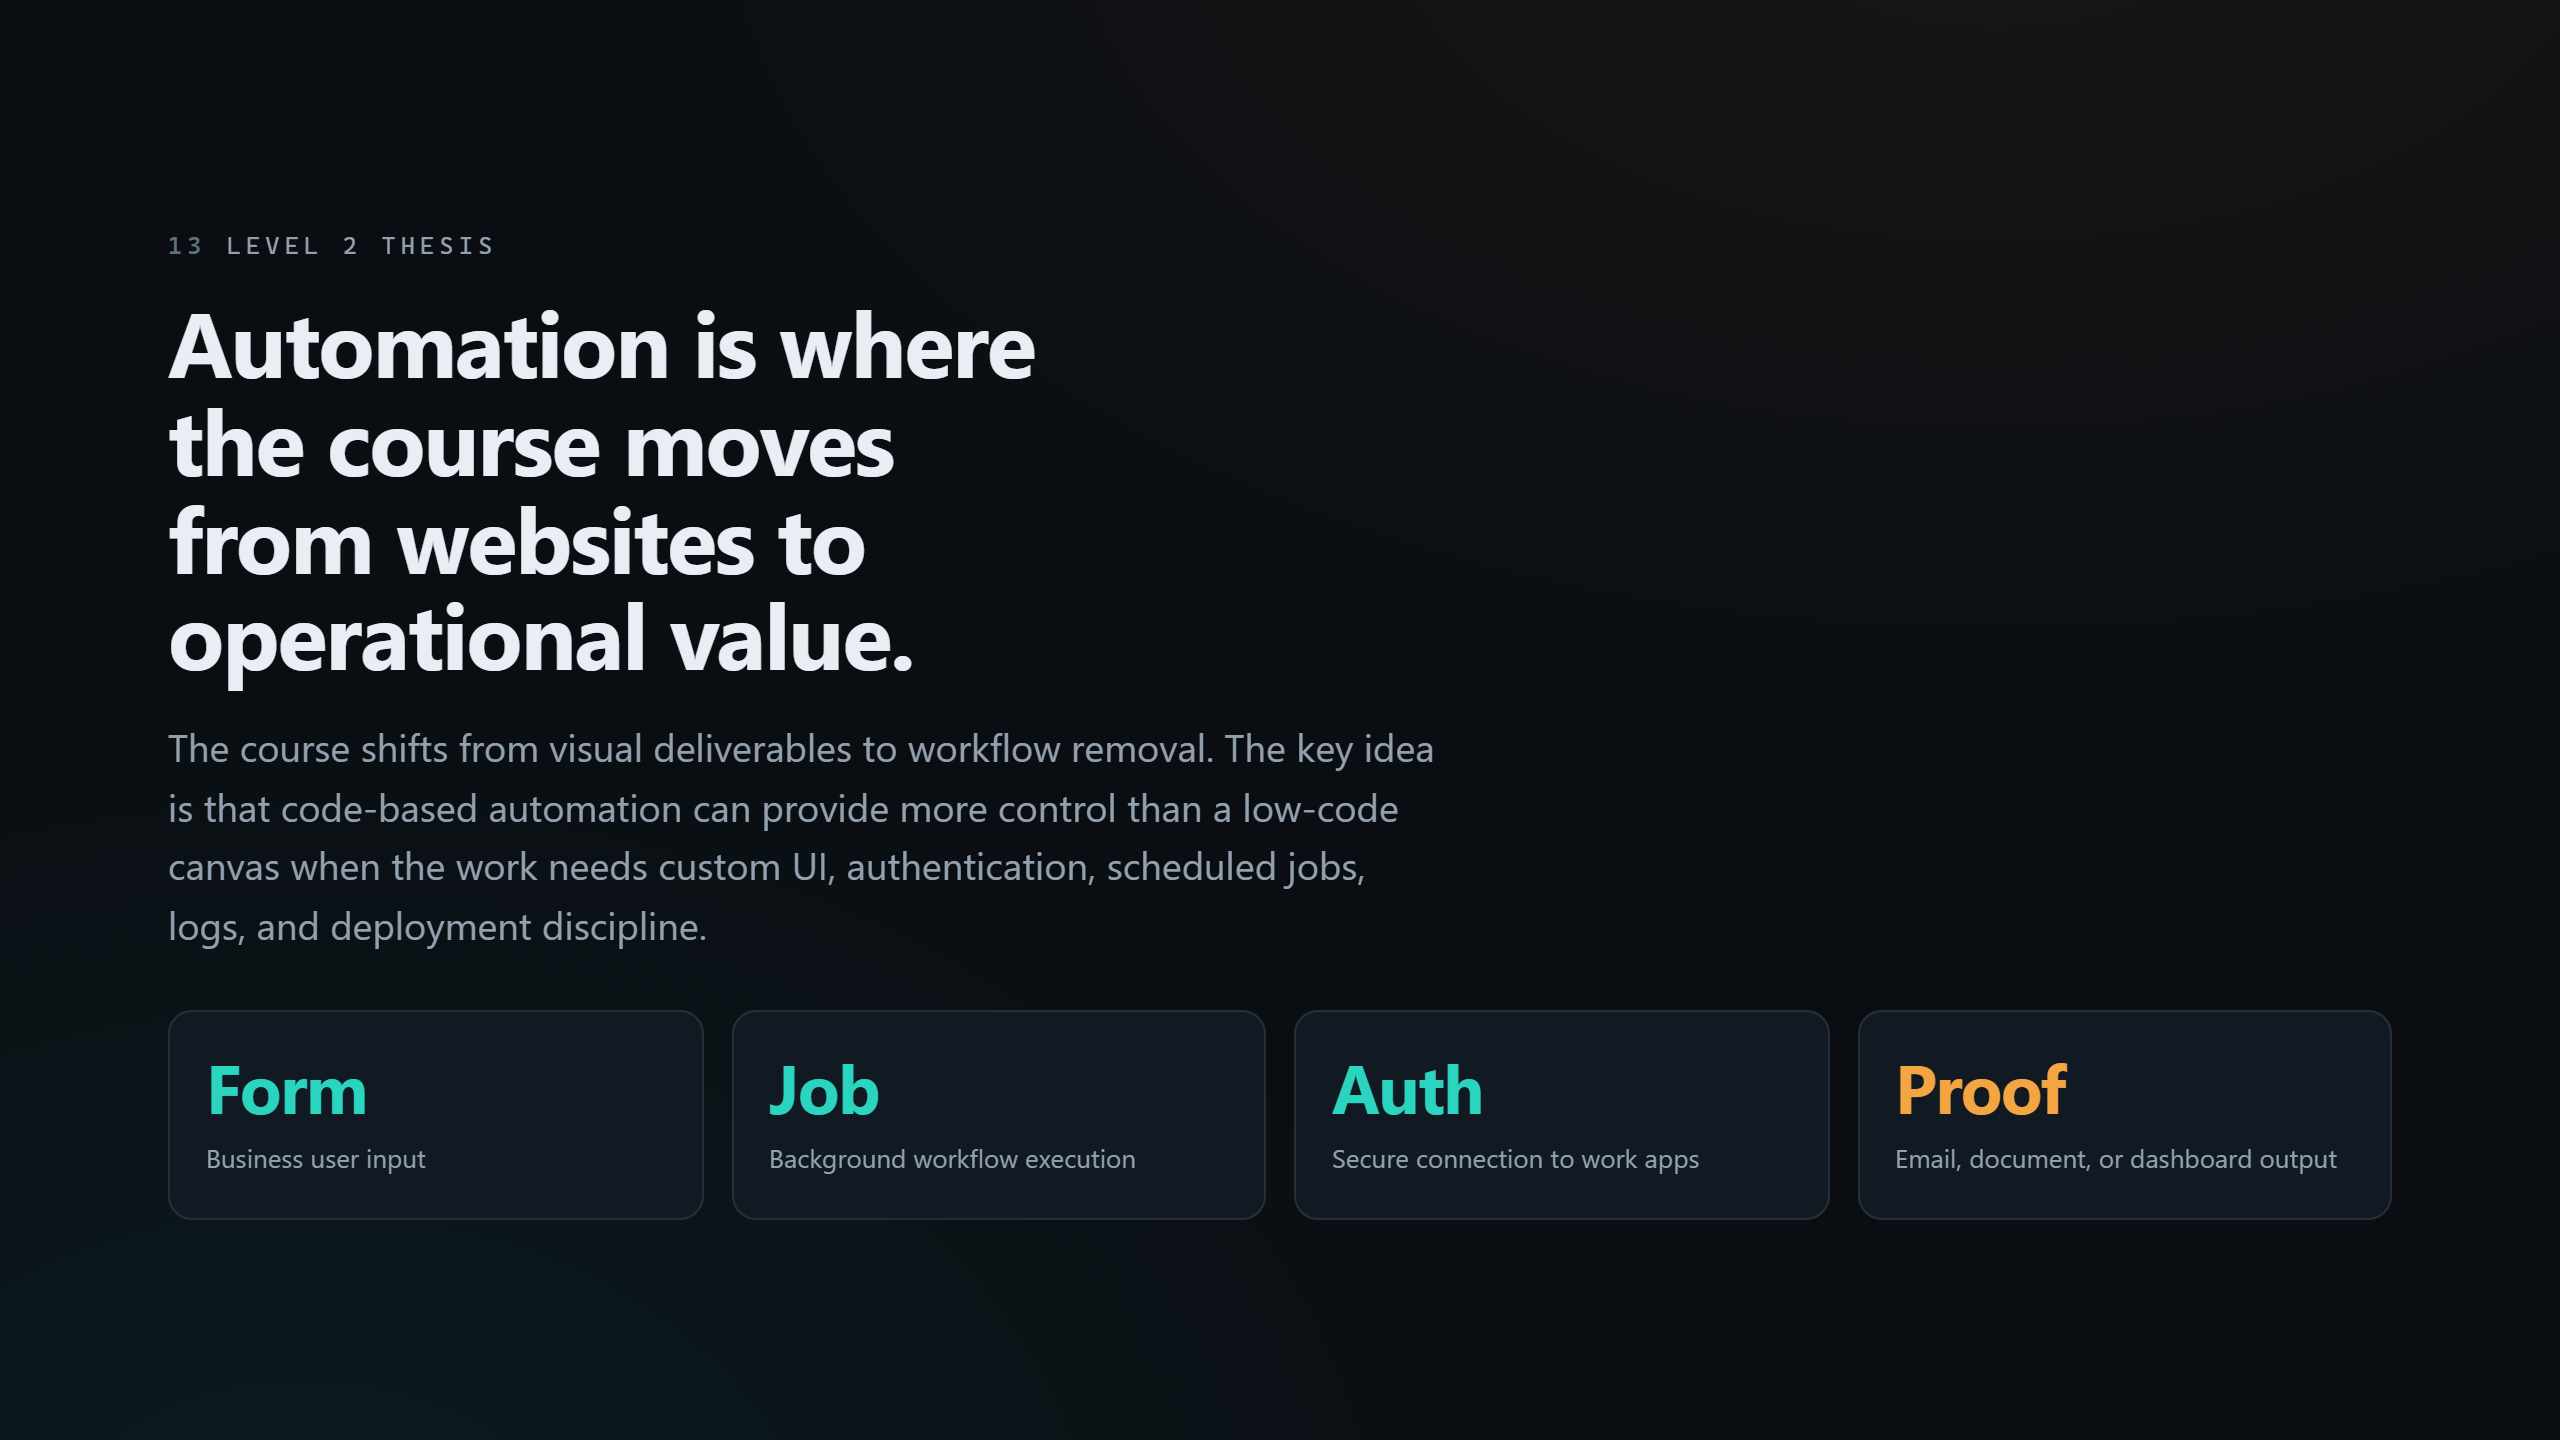 13 LEVEL 2 THESIS
Automation is where
the course moves
from websites to
operational value.
The course shifts from visual deliverables to workflow removal. The key idea
is that code-based automation can provide more control than a low-code
canvas when the work needs custom UI, authentication, scheduled jobs,
logs, and deployment discipline.
Form
Business user input
Job
Background workflow execution
Auth
Secure connection to work apps
Proof
Email, document, or dashboard output